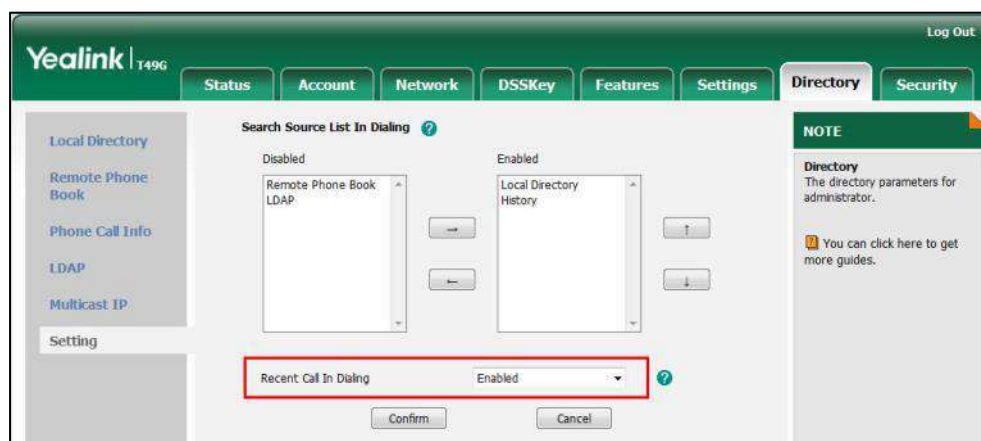 Log Out
Yealink T49G
Status Account Network DSSKey Features Settings Directory Security
Local Directory
Remote Phone
Book
Phone Call Info
LDAP
Multicast IP
Setting
Search Source List In Dialing ?
Disabled
Remote Phone Book
LDAP
→
←
Enabled
Local Directory
History
↑
↓
Recent Call In Dialing Enabled ?
Confirm Cancel
NOTE
Directory
The directory parameters for
administrator.
? You can click here to get
more guides.